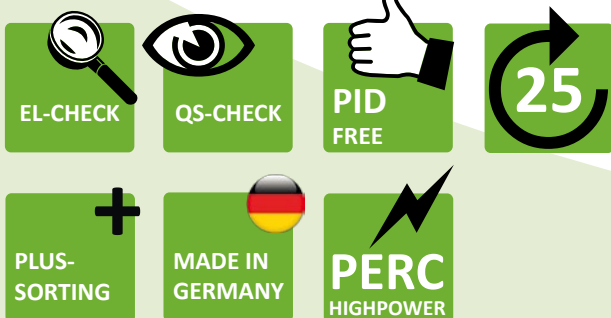 EL-CHECK
QS-CHECK
PID
FREE
25
PLUS-
SORTING
MADE IN
GERMANY
PERC
HIGHPOWER